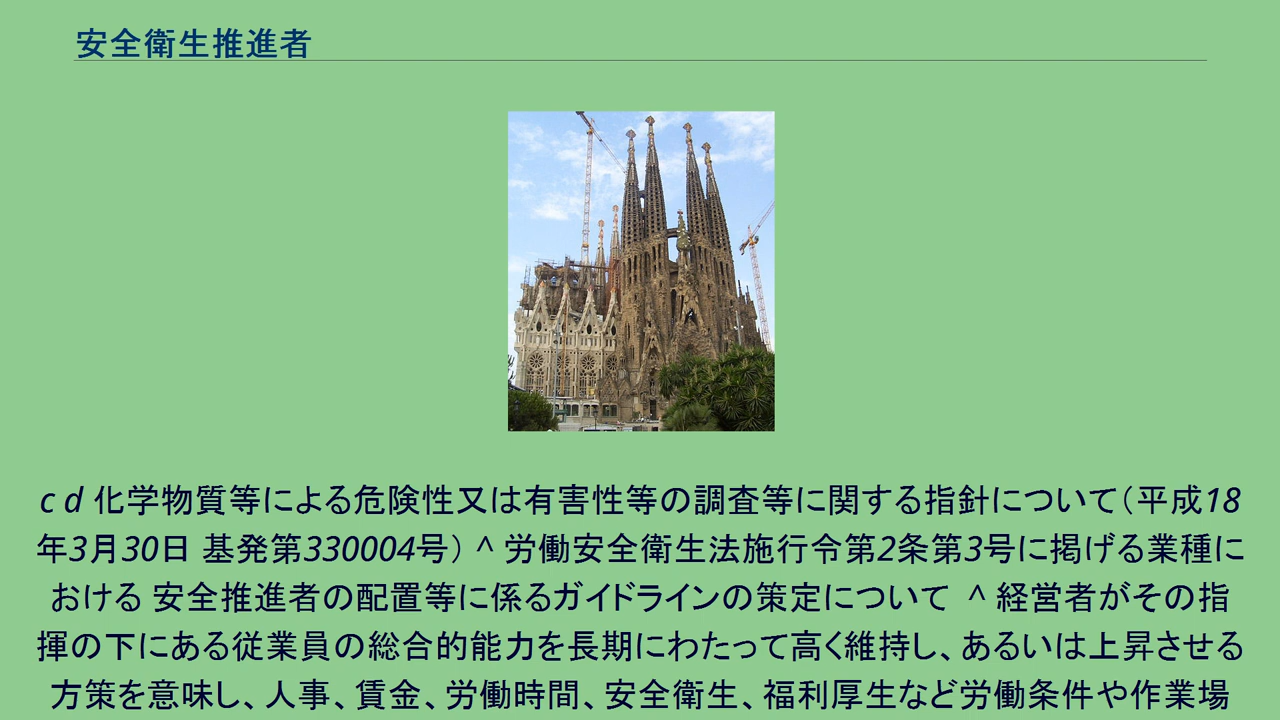 安全衛生推進者
c d 化学物質等による危険性又は有害性等の調査等に関する指針について（平成18
年3月30日 基発第330004号） ^ 労働安全衛生法施行令第2条第3号に掲げる業種に
おける 安全推進者の配置等に係るガイドラインの策定について ^ 経営者がその指
揮の下にある従業員の総合的能力を長期にわたって高く維持し、あるいは上昇させる
方策を意味し、人事、賃金、労働時間、安全衛生、福利厚生など労働条件や作業場